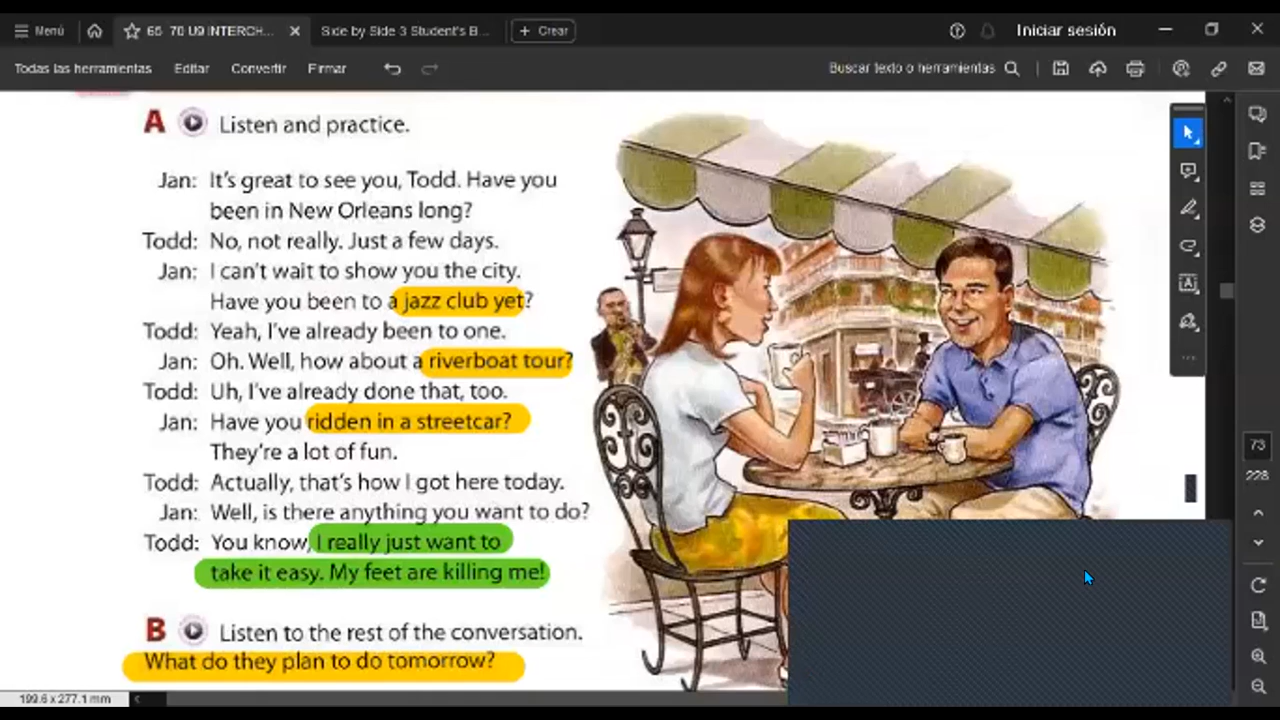 Menú
65 70 U9 INTERCH...
Side by Side 3 Student's B...
Crear
Iniciar sesión
Todas las herramientas
Editar
Convertir
Firmar
Buscar texto o herramientas
A Listen and practice.
Jan: It's great to see you, Todd. Have you
been in New Orleans long?
Todd: No, not really. Just a few days.
Jan: I can't wait to show you the city.
Have you been to a jazz club yet?
Todd: Yeah, I've already been to one.
Jan: Oh. Well, how about a riverboat tour?
Todd: Uh, I've already done that, too.
Jan: Have you ridden in a streetcar?
They're a lot of fun.
Todd: Actually, that's how I got here today.
Jan: Well, is there anything you want to do?
Todd: You know, I really just want to
take it easy. My feet are killing me!
B Listen to the rest of the conversation.
What do they plan to do tomorrow?
73
228
199.6 x 277.1 mm